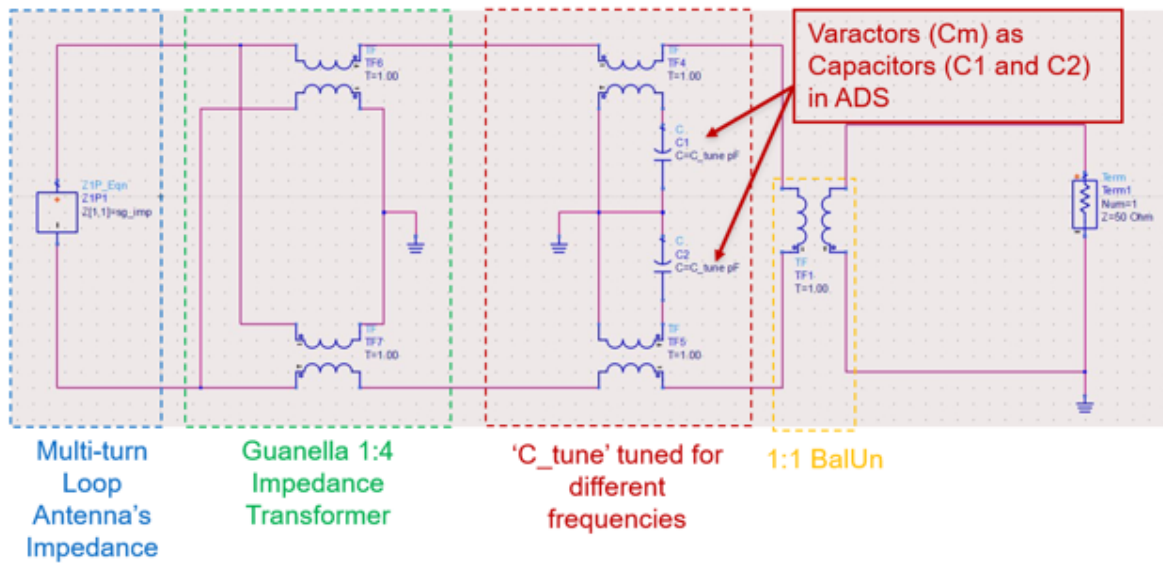 Varactors (Cm) as
Capacitors (C1 and C2)
in ADS
TF
TF6
T=1.00
TF
TF4
T=1.00
C
C1
C=C_tune pF
Z1P_Eqn
Z1P1
Z[1,1]=sg_imp
Term
Term1
Num=1
Z=50 Ohm
C
C2
C=C_tune pF
TF
TF1
T=1.00
TF
TF7
T=1.00
TF
TF5
T=1.00
Multi-turn
Loop
Antenna's
Impedance
Guanella 1:4
Impedance
Transformer
'C_tune' tuned for
different
frequencies
1:1 BalUn